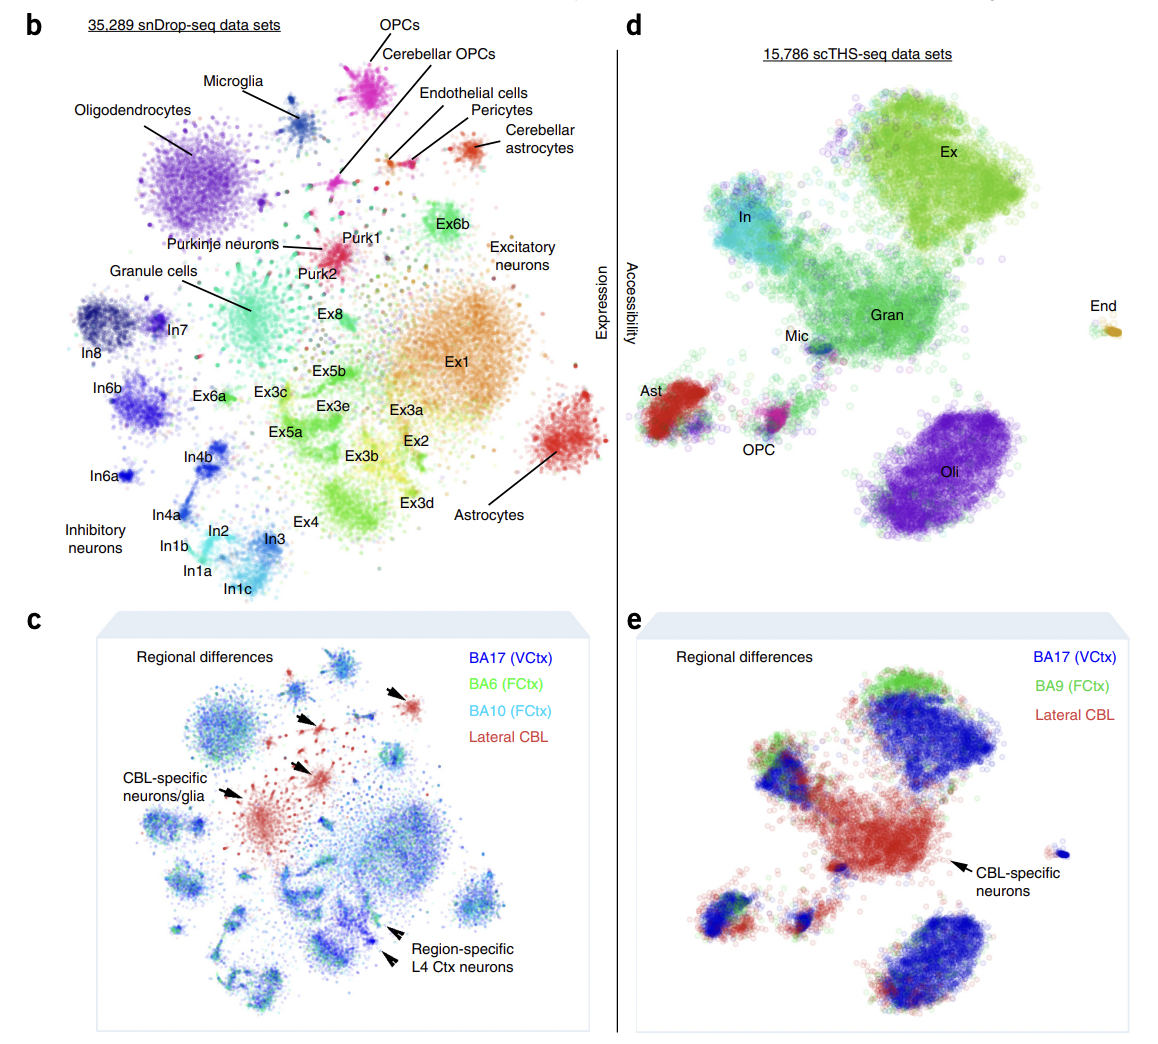 b
35,289 snDrop-seq data sets
OPCs
Cerebellar OPCs
Microglia
Endothelial cells
Pericytes
Oligodendrocytes
Cerebellar
astrocytes
Ex6b
Purk1
Purkinje neurons
Excitatory
neurons
Granule cells
Purk2
Ex8
In7
In8
Ex1
Ex5b
In6b
Ex6a
Ex3c
Ex3e
Ex3a
Ex5a
Ex2
In4b
Ex3b
In6a
Ex3d
In4a
Ex4
Astrocytes
Inhibitory
neurons
In2
In3
In1b
In1a
In1c
Expression
Accessibility
d
15,786 scTHS-seq data sets
Ex
In
End
Gran
Mic
Ast
OPC
Oli
c
Regional differences
BA17 (VCtx)
BA6 (FCtx)
BA10 (FCtx)
Lateral CBL
CBL-specific
neurons/glia
Region-specific
L4 Ctx neurons
e
Regional differences
BA17 (VCtx)
BA9 (FCtx)
Lateral CBL
CBL-specific
neurons